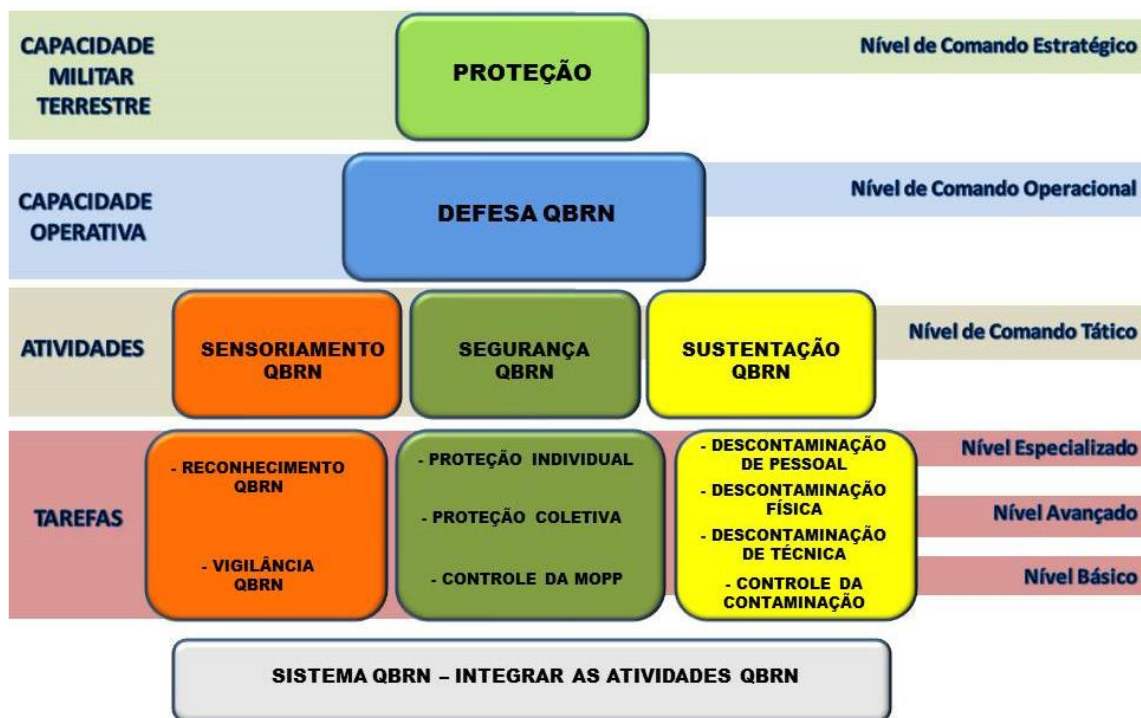 CAPACIDADE
MILITAR
TERRESTRE
PROTEÇÃO
Nível de Comando Estratégico
CAPACIDADE
OPERATIVA
DEFESA QBRN
Nível de Comando Operacional
ATIVIDADES
SENSORIAMENTO
QBRN
SEGURANÇA
QBRN
SUSTENTAÇÃO
QBRN
Nível de Comando Tático
TAREFAS
- RECONHECIMENTO
QBRN
- VIGILÂNCIA
QBRN
- PROTEÇÃO INDIVIDUAL
- PROTEÇÃO COLETIVA
- CONTROLE DA MOPP
- DESCONTAMINAÇÃO
DE PESSOAL
- DESCONTAMINAÇÃO
FÍSICA
- DESCONTAMINAÇÃO
DE TÉCNICA
- CONTROLE DA
CONTAMINAÇÃO
Nível Especializado
Nível Avançado
Nível Básico
SISTEMA QBRN – INTEGRAR AS ATIVIDADES QBRN